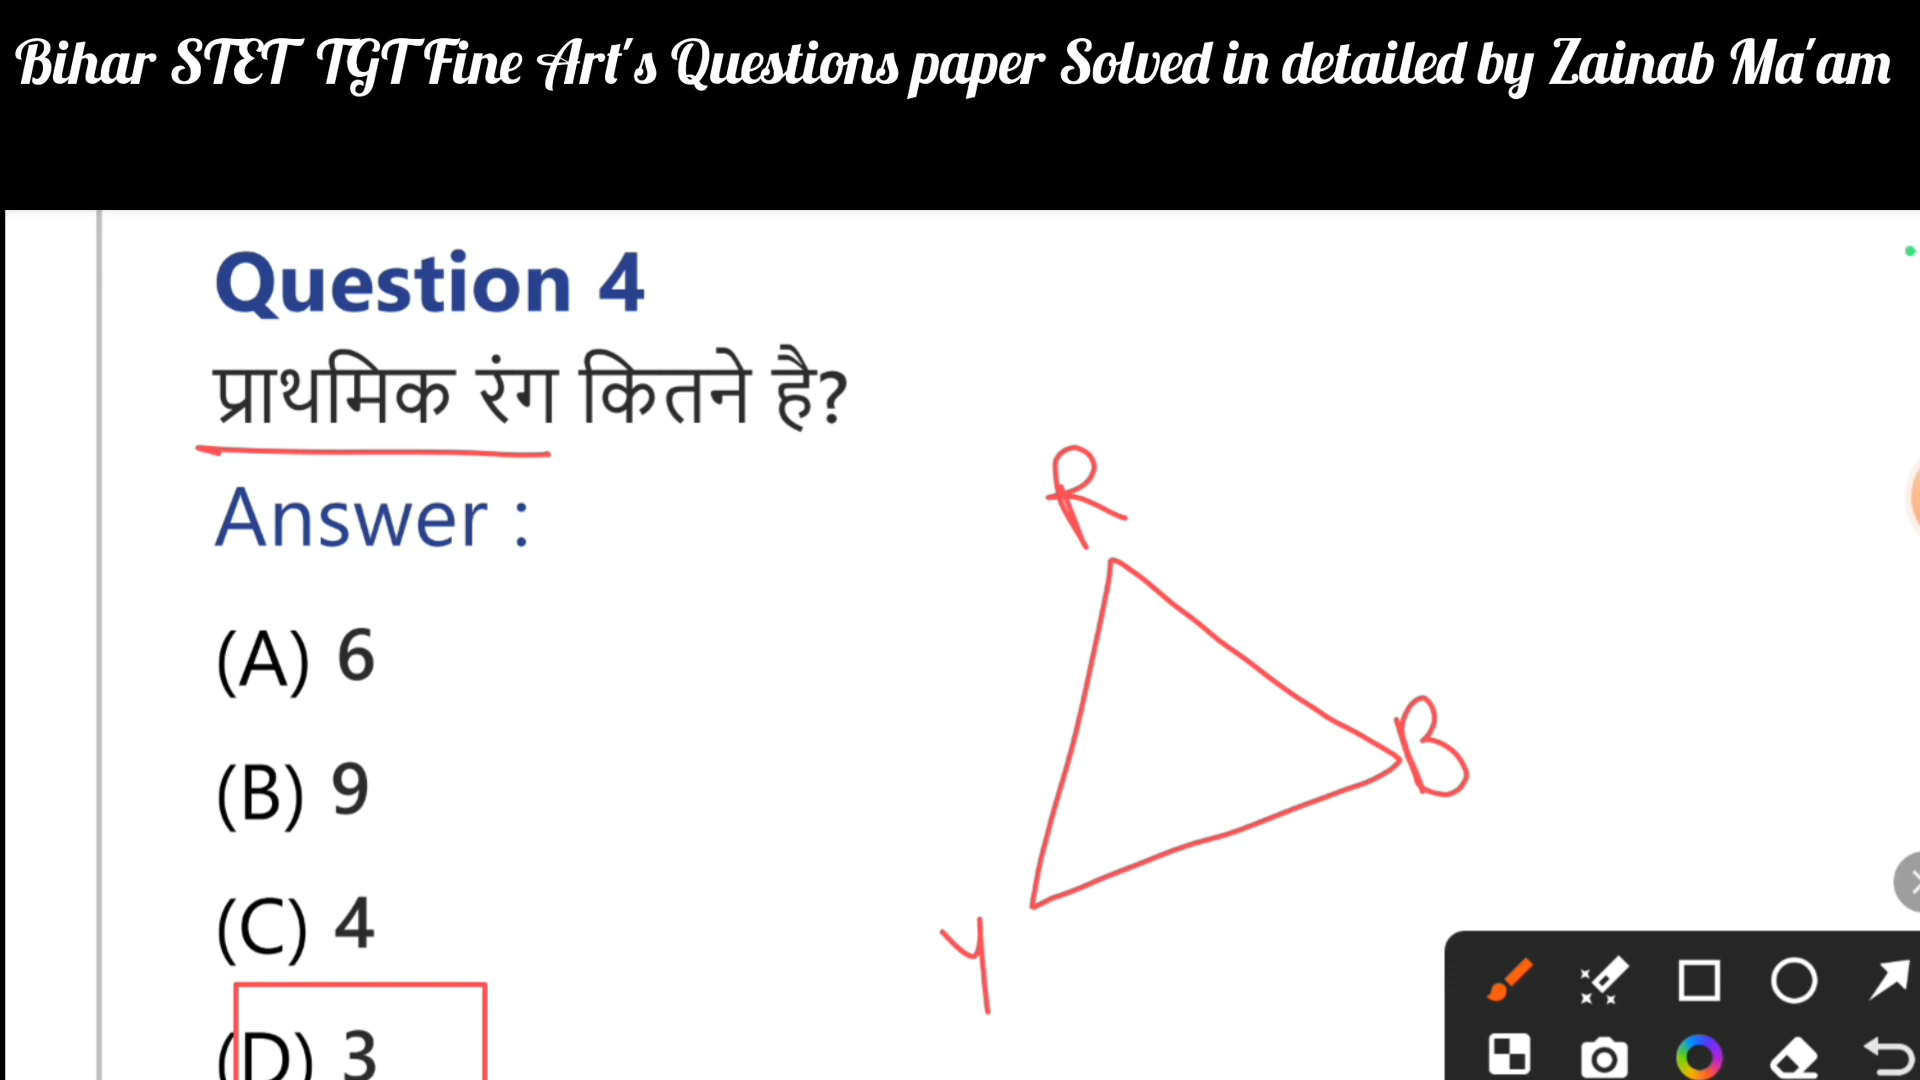 Bihar STET TGT Fine Art's Questions paper Solved in detailed by Zainab Ma'am
Question 4
प्राथमिक रंग कितने है?
Answer :
(A) 6
(B) 9
(C) 4
(D) 3
R
B
Y